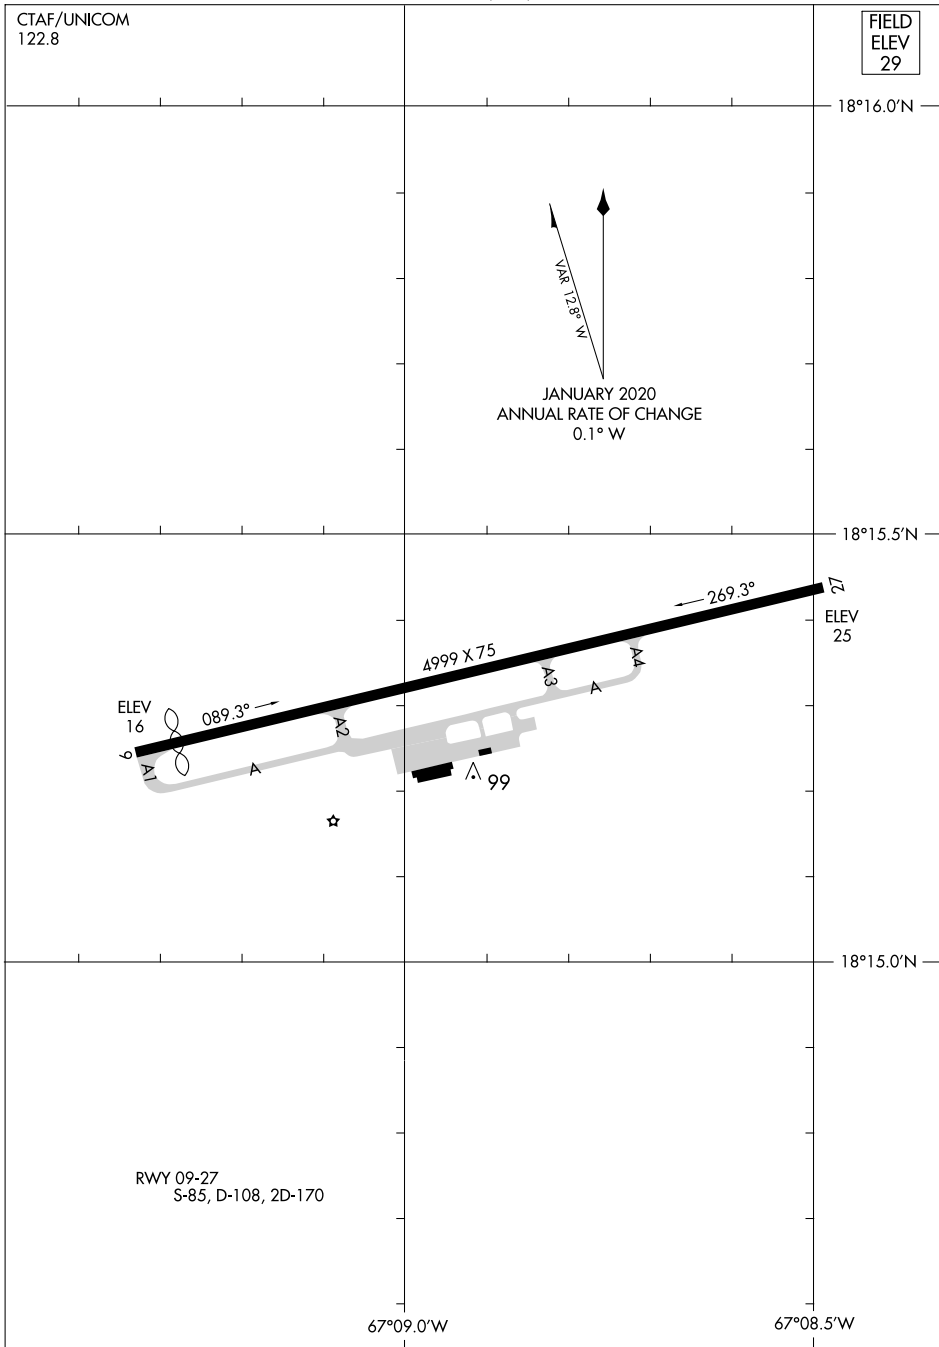 CTAF/UNICOM
122.8
FIELD
ELEV
29
18°16.0'N
VAR 12.8° W
JANUARY 2020
ANNUAL RATE OF CHANGE
0.1° W
18°15.5'N
27
269.3°
ELEV
25
4999 X 75
A4
A3
A
ELEV
16
089.3°
A2
9
A1
A
99
18°15.0'N
RWY 09-27
S-85, D-108, 2D-170
67°09.0'W
67°08.5'W